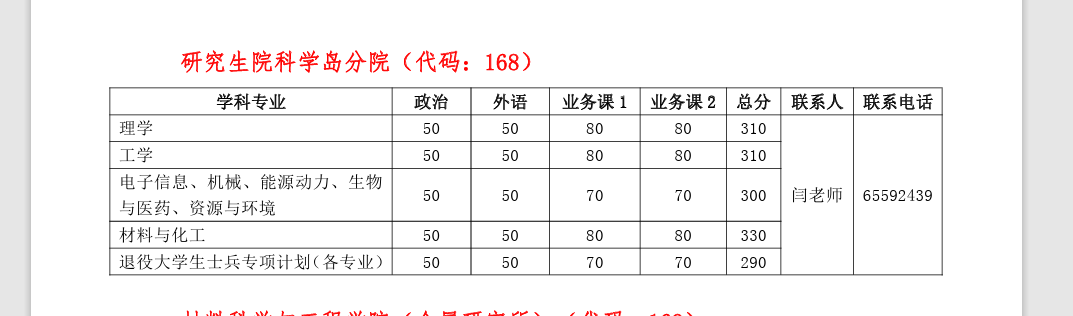 研究生院科学岛分院（代码：168）
学科专业 政治 外语 业务课 1 业务课 2 总分 联系人 联系电话
理学 50 50 80 80 310
工学 50 50 80 80 310
电子信息、机械、能源动力、生物
与医药、资源与环境 50 50 70 70 300 闫老师 65592439
材料与化工 50 50 80 80 330
退役大学生士兵专项计划（各专业） 50 50 70 70 290